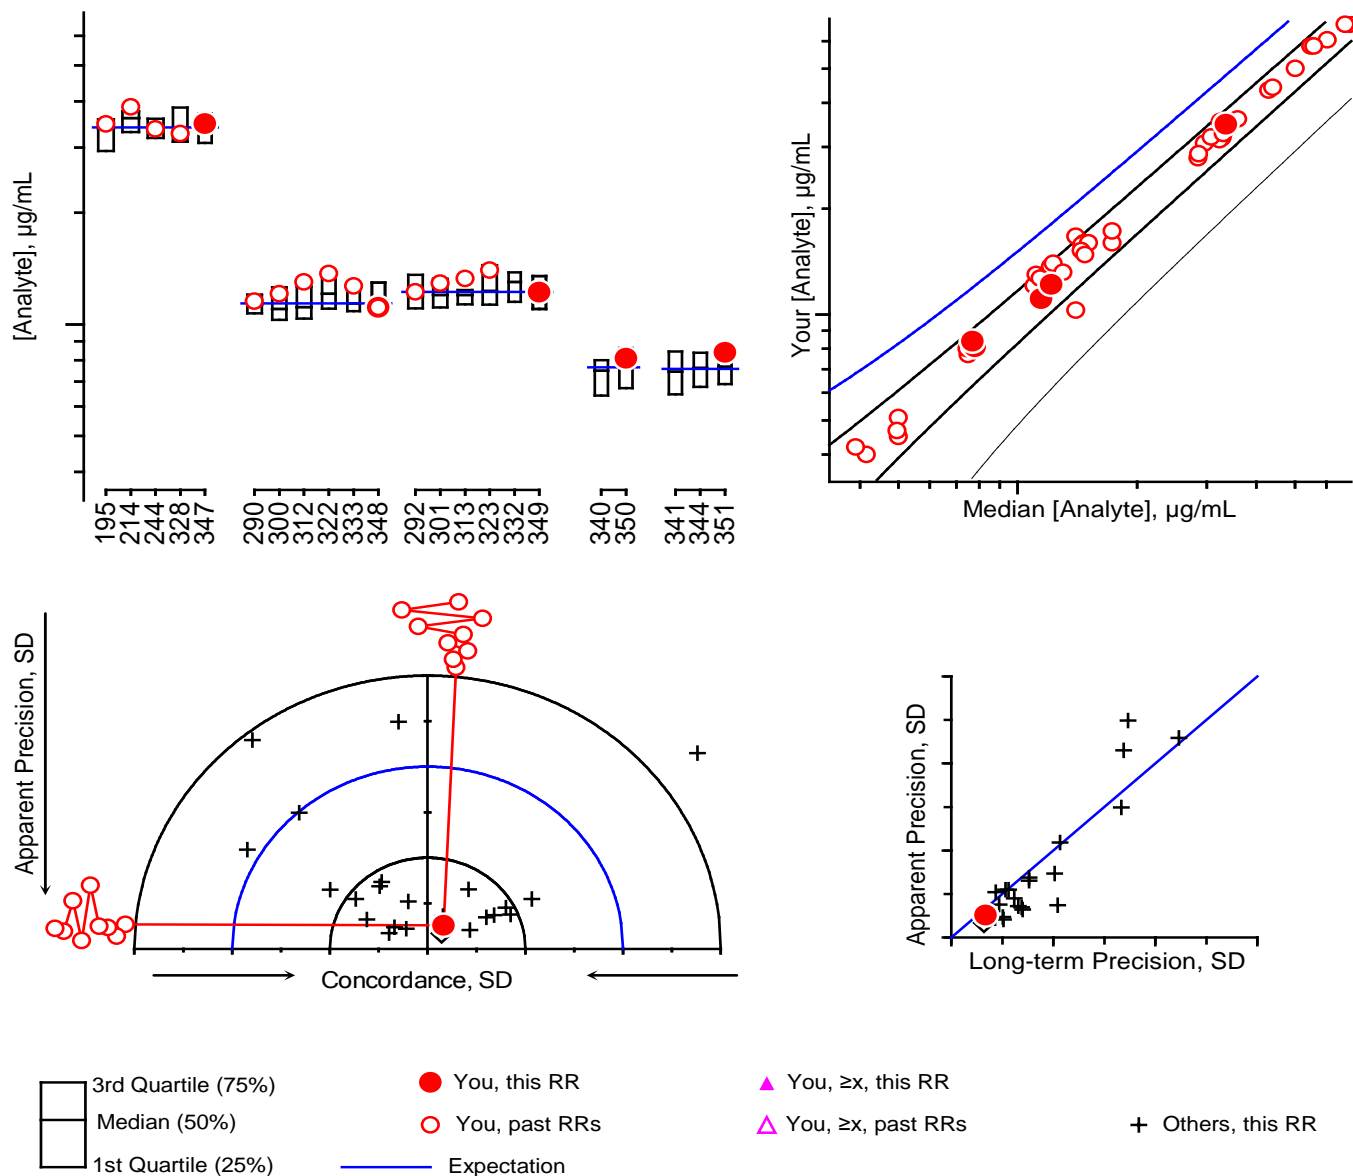 [Analyte], µg/mL
195
214
244
328
347
290
300
312
322
333
348
292
301
313
323
332
349
340
350
341
344
351
Your [Analyte], µg/mL
Median [Analyte], µg/mL
Apparent Precision, SD
Concordance, SD
Apparent Precision, SD
Long-term Precision, SD
3rd Quartile (75%)
Median (50%)
1st Quartile (25%)
You, this RR
You, past RRs
Expectation
You, ≥x, this RR
You, ≥x, past RRs
Others, this RR